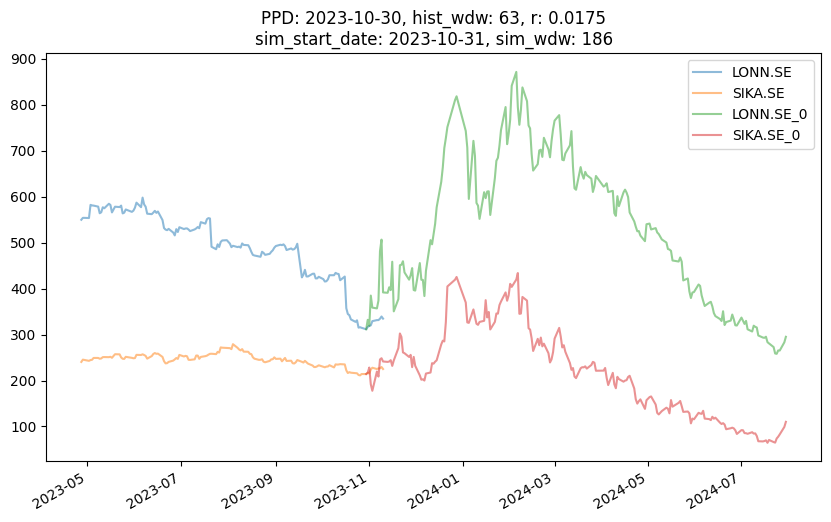 PPD: 2023-10-30, hist_wdw: 63, r: 0.0175
sim_start_date: 2023-10-31, sim_wdw: 186
900
800
700
600
500
400
300
200
100
LONN.SE
SIKA.SE
LONN.SE_0
SIKA.SE_0
2023-05
2023-07
2023-09
2023-11
2024-01
2024-03
2024-05
2024-07